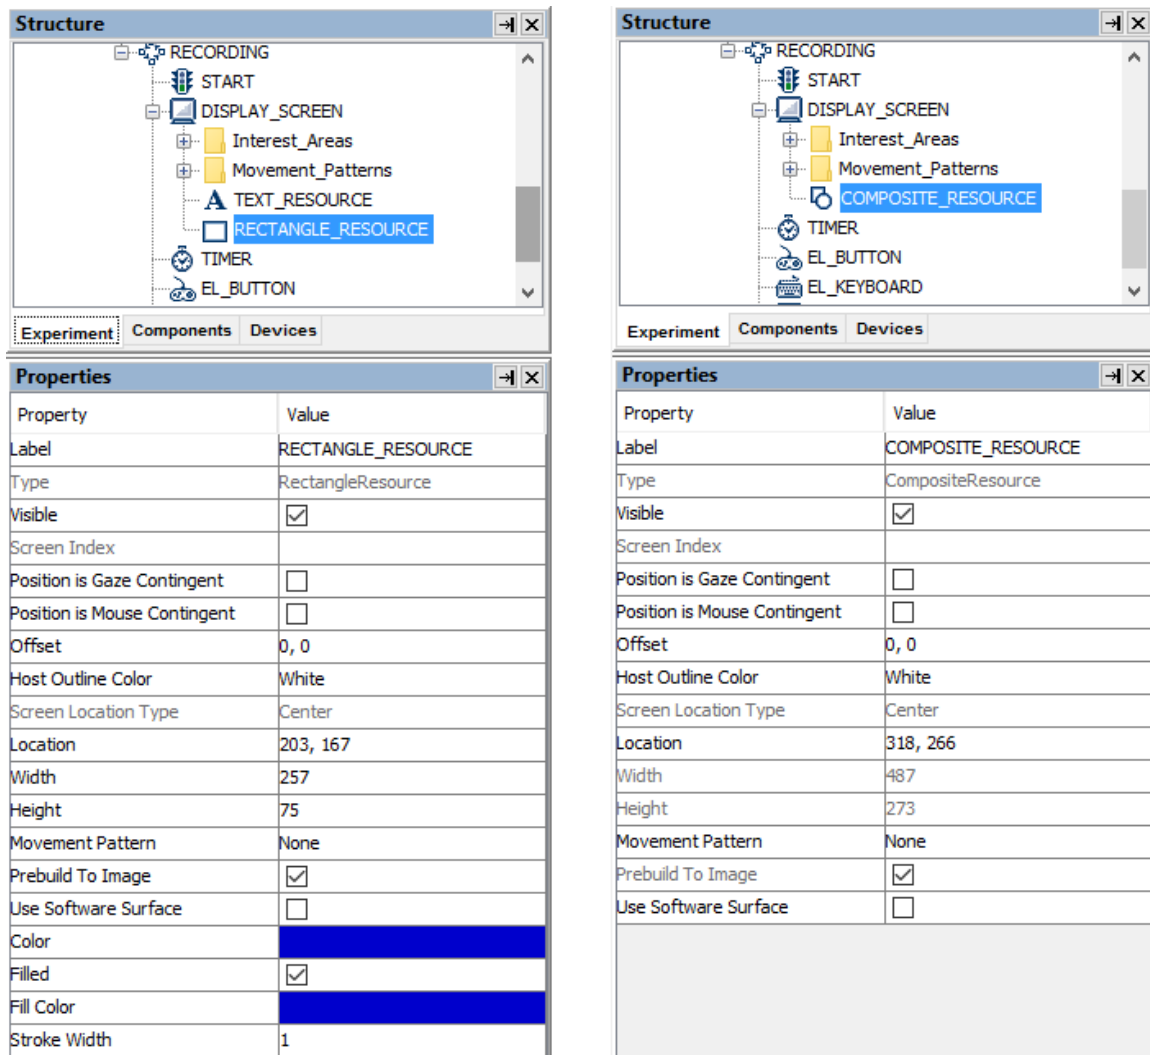 Structure
RECORDING
START
DISPLAY_SCREEN
Interest_Areas
Movement_Patterns
TEXT_RESOURCE
RECTANGLE_RESOURCE
TIMER
EL_BUTTON
Experiment Components Devices
Properties
Property Value
Label RECTANGLE_RESOURCE
Type RectangleResource
Visible
Screen Index
Position is Gaze Contingent
Position is Mouse Contingent
Offset 0, 0
Host Outline Color White
Screen Location Type Center
Location 203, 167
Width 257
Height 75
Movement Pattern None
Prebuild To Image
Use Software Surface
Color
Filled
Fill Color
Stroke Width 1
Structure
RECORDING
START
DISPLAY_SCREEN
Interest_Areas
Movement_Patterns
COMPOSITE_RESOURCE
TIMER
EL_BUTTON
EL_KEYBOARD
Experiment Components Devices
Properties
Property Value
Label COMPOSITE_RESOURCE
Type CompositeResource
Visible
Screen Index
Position is Gaze Contingent
Position is Mouse Contingent
Offset 0, 0
Host Outline Color White
Screen Location Type Center
Location 318, 266
Width 487
Height 273
Movement Pattern None
Prebuild To Image
Use Software Surface